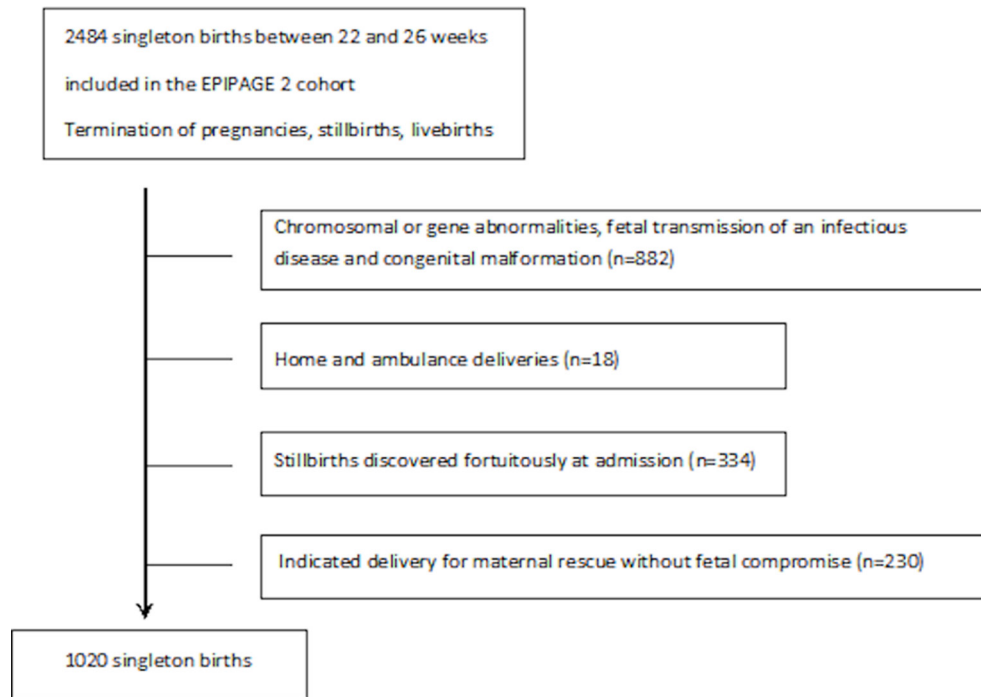 2484 singleton births between 22 and 26 weeks
included in the EPIPAGE 2 cohort
Termination of pregnancies, stillbirths, livebirths
Chromosomal or gene abnormalities, fetal transmission of an infectious
disease and congenital malformation (n=882)
Home and ambulance deliveries (n=18)
Stillbirths discovered fortuitously at admission (n=334)
Indicated delivery for maternal rescue without fetal compromise (n=230)
1020 singleton births